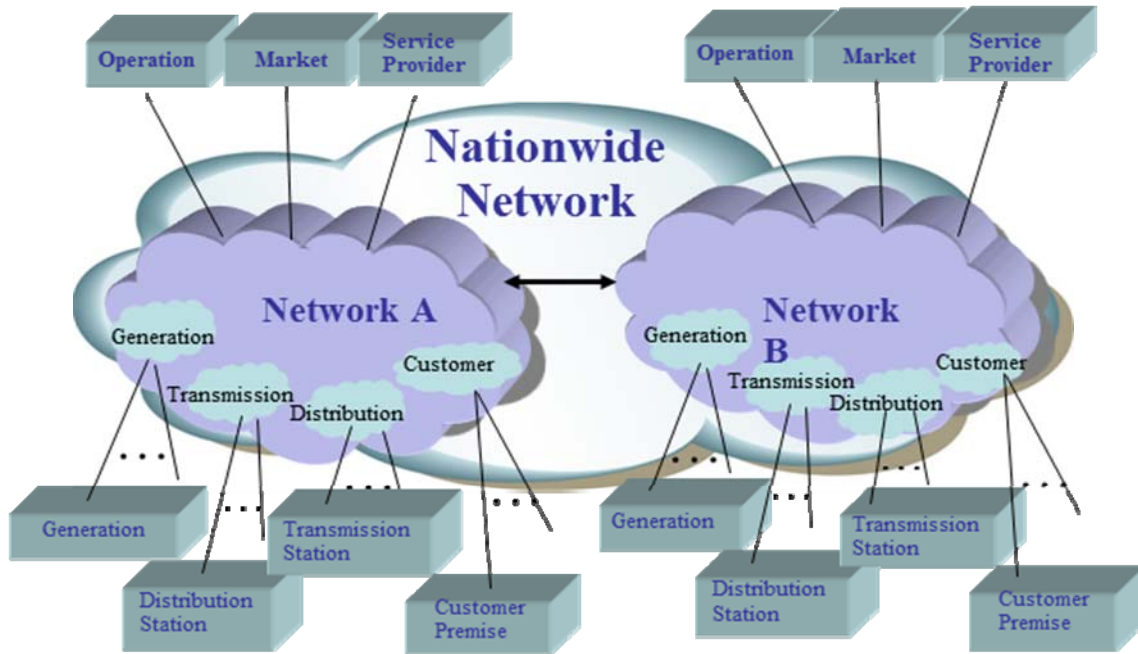 Operation
Market
Service
Provider
Operation
Market
Service
Provider
Nationwide
Network
Network A
Generation
Transmission
Distribution
Customer
Network
B
Generation
Transmission
Distribution
Customer
Generation
Distribution
Station
Transmission
Station
Customer
Premise
Generation
Distribution
Station
Transmission
Station
Customer
Premise